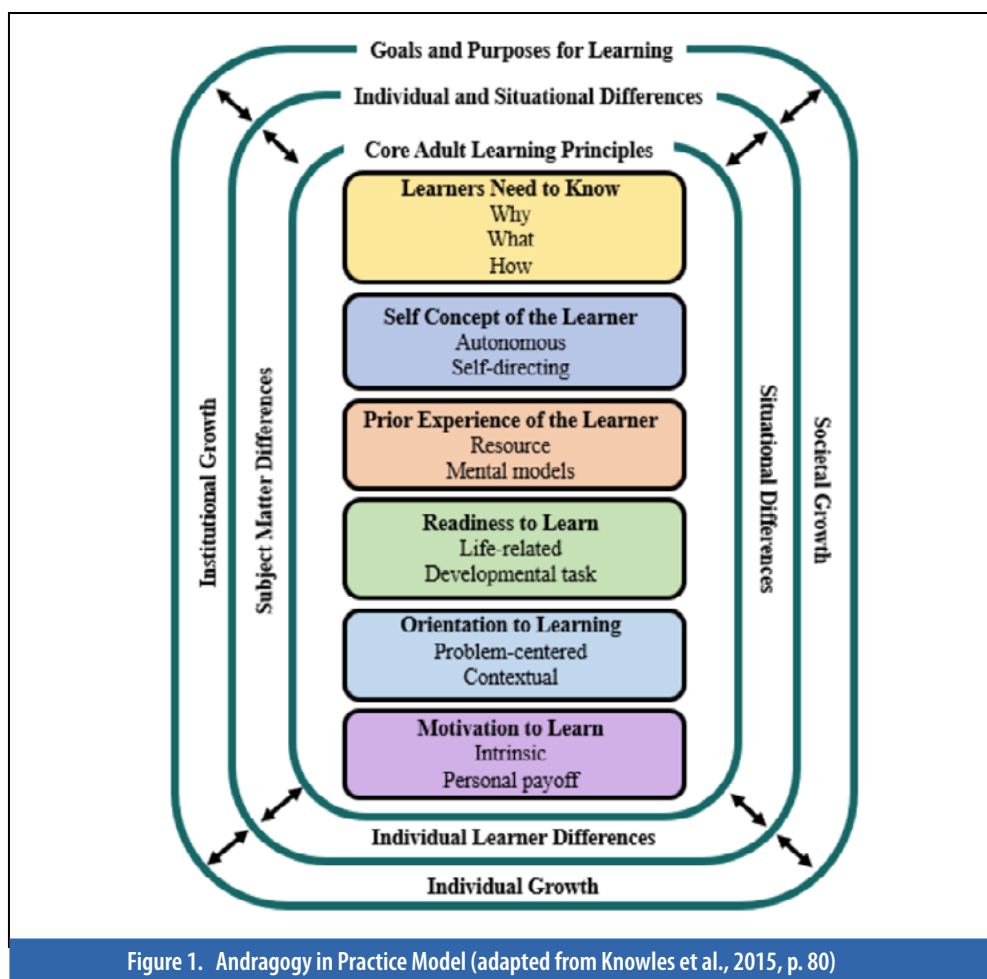 Goals and Purposes for Learning
Individual and Situational Differences
Core Adult Learning Principles
Learners Need to Know
Why
What
How
Self Concept of the Learner
Autonomous
Self-directing
Prior Experience of the Learner
Resource
Mental models
Readiness to Learn
Life-related
Developmental task
Orientation to Learning
Problem-centered
Contextual
Motivation to Learn
Intrinsic
Personal payoff
Institutional Growth
Subject Matter Differences
Situational Differences
Societal Growth
Individual Learner Differences
Individual Growth
Figure 1. Andragogy in Practice Model (adapted from Knowles et al., 2015, p. 80)